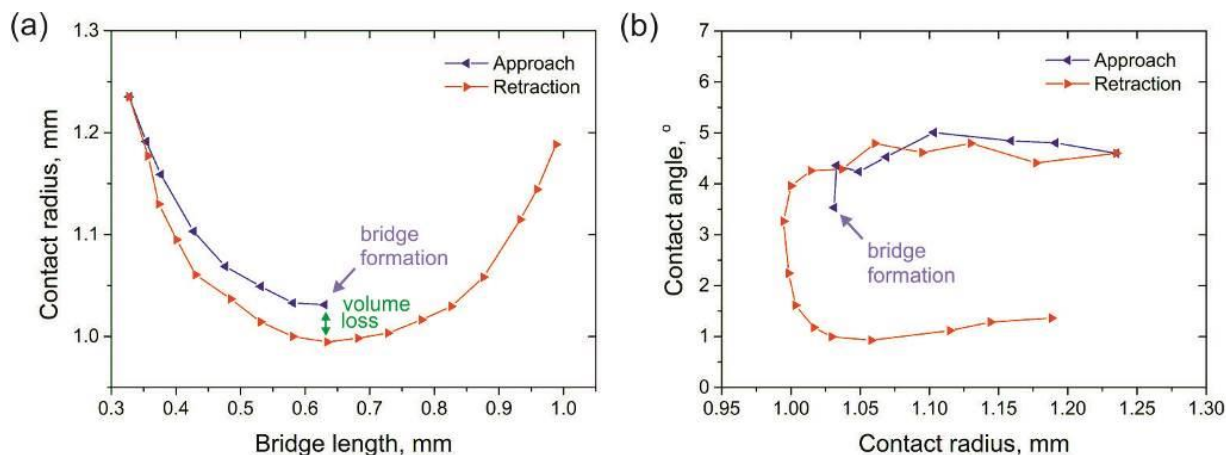 (a)
1.3
1.2
1.1
1.0
Contact radius, mm
0.3
0.4
0.5
0.6
0.7
0.8
0.9
1.0
Bridge length, mm
Approach
Retraction
bridge
formation
volume
loss
(b)
7
6
5
4
3
2
1
0
Contact angle, °
0.95
1.00
1.05
1.10
1.15
1.20
1.25
1.30
Contact radius, mm
Approach
Retraction
bridge
formation